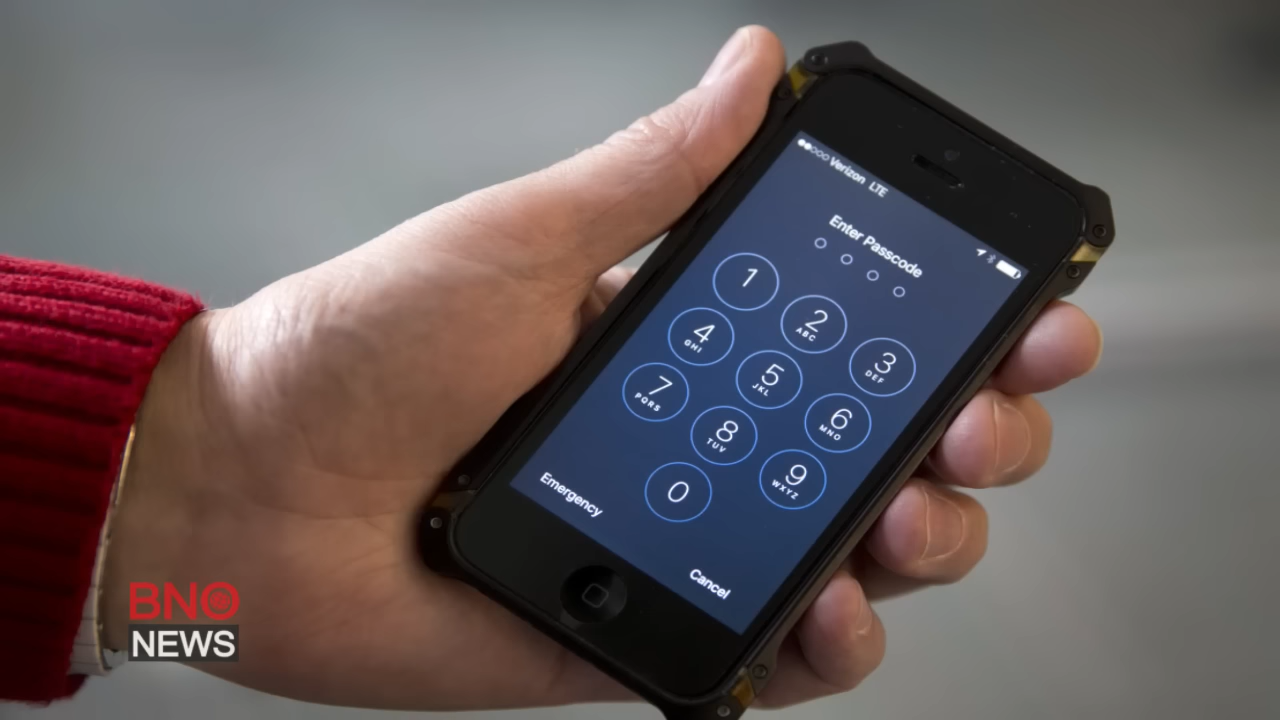 Verizon LTE
Enter Passcode
1
2
ABC
3
DEF
4
GHI
5
JKL
6
MNO
7
PQRS
8
TUV
9
WXYZ
0
Emergency
Cancel
BNO
NEWS